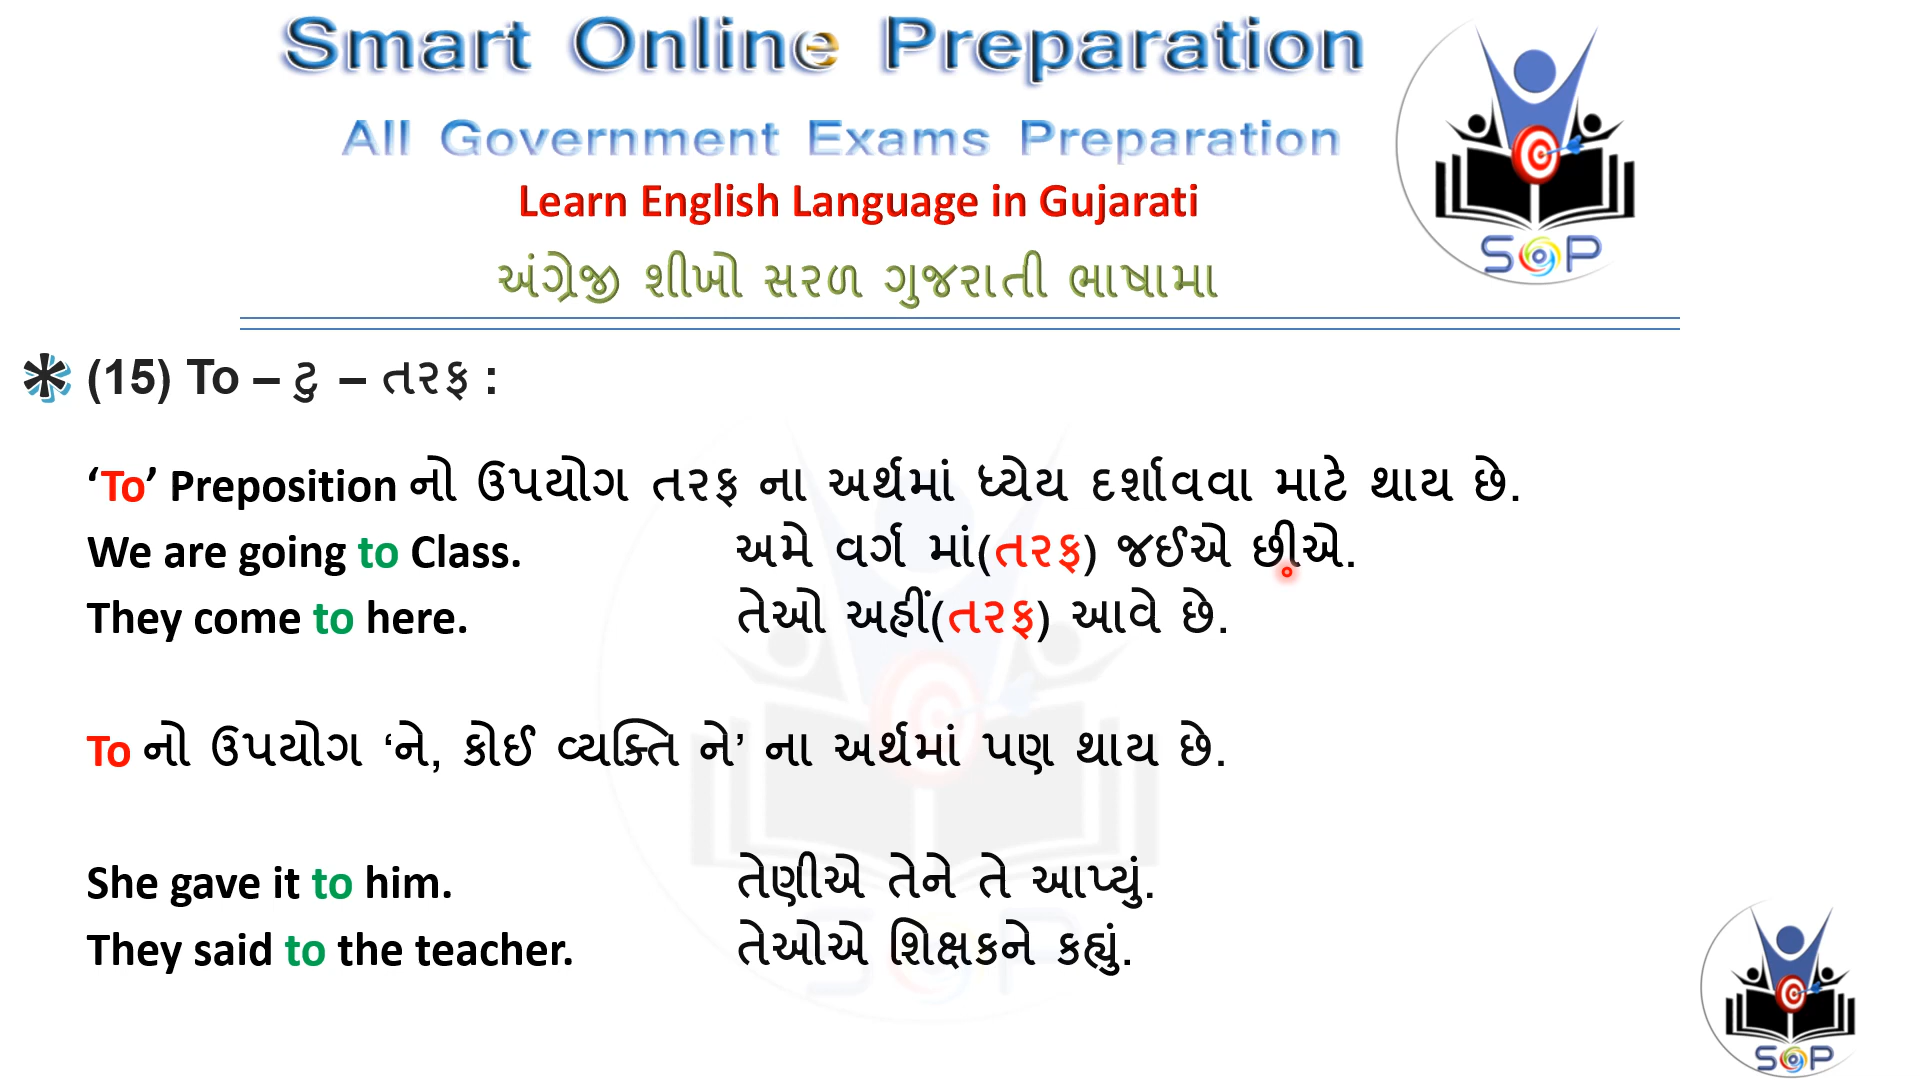 Smart Online Preparation
All Government Exams Preparation
Learn English Language in Gujarati
અંગ્રેજી શીખો સરળ ગુજરાતી ભાષામા
SOP
* (15) To – ટુ – તરફ :
‘To’ Preposition નો ઉપયોગ તરફ ના અર્થમાં ધ્યેય દર્શાવવા માટે થાય છે.
We are going to Class. અમે વર્ગ માં(તરફ) જઈએ છીએ.
They come to here. તેઓ અહીં(તરફ) આવે છે.
To નો ઉપયોગ ‘ને, કોઈ વ્યક્તિ ને’ ના અર્થમાં પણ થાય છે.
She gave it to him. તેણીએ તેને તે આપ્યું.
They said to the teacher. તેઓએ શિક્ષકને કહ્યું.
SOP
SOP